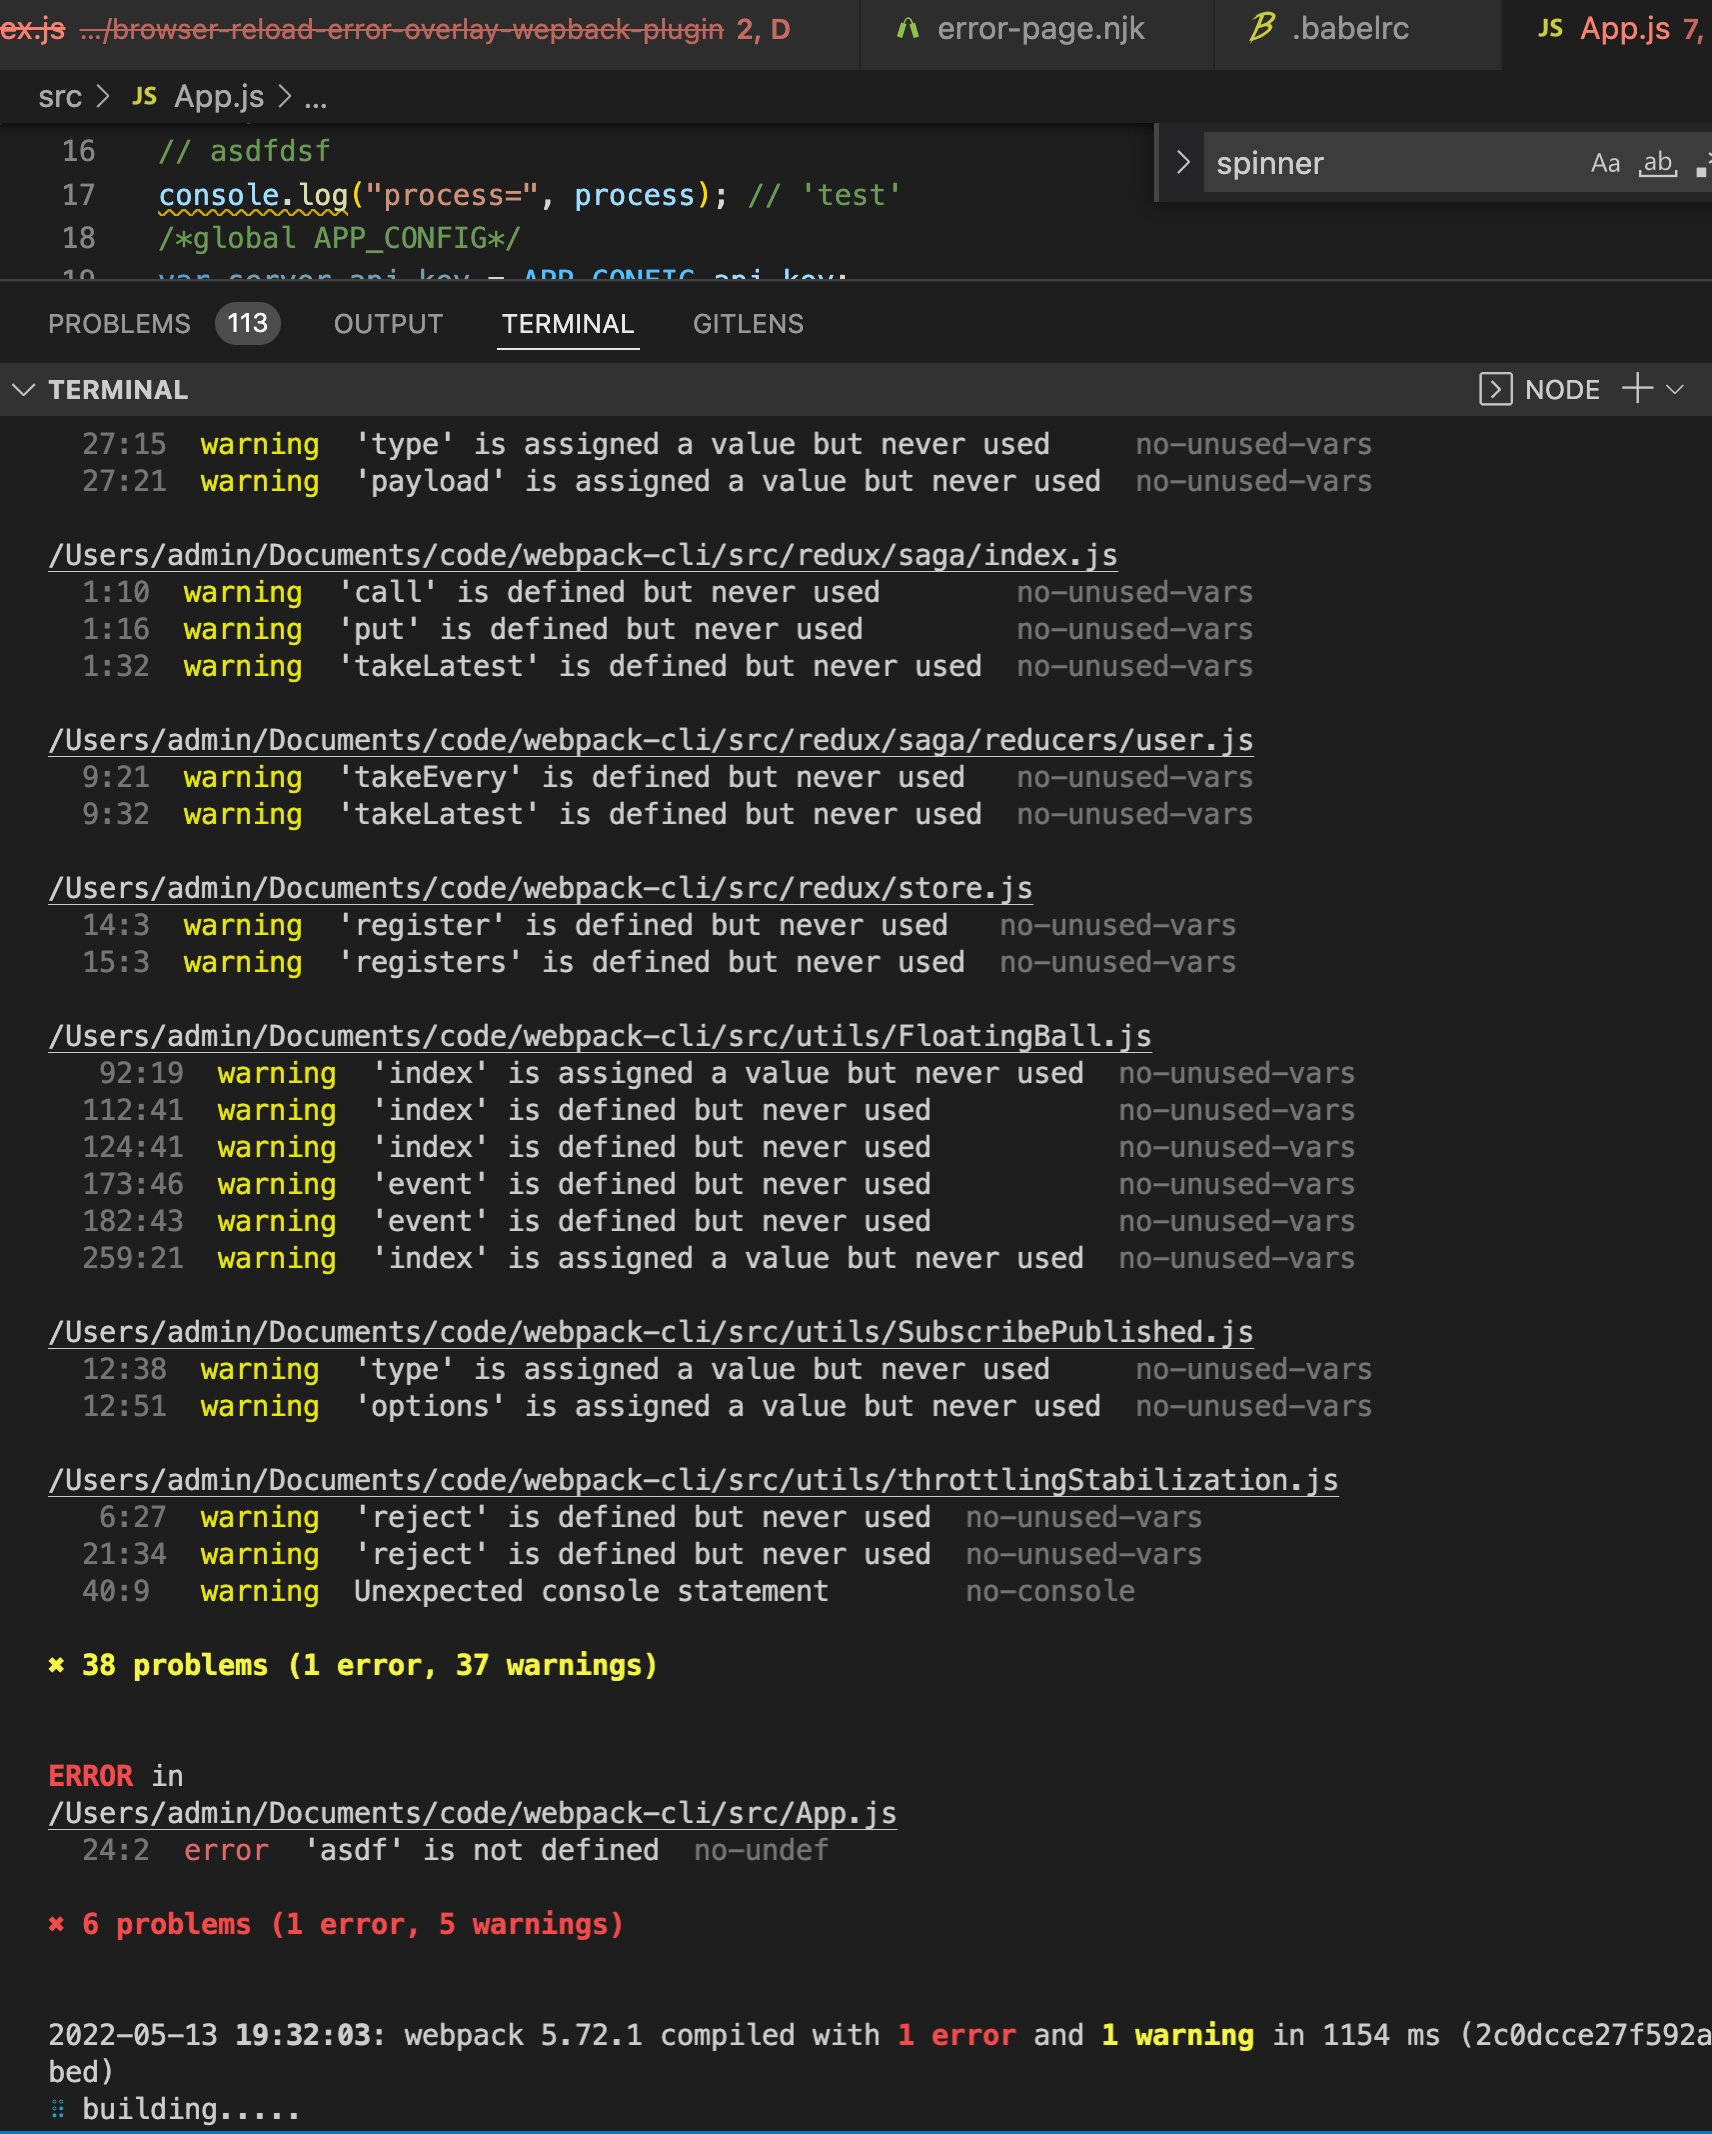 ex.js .../browser-reload-error-overlay-wepback-plugin 2, D error-page.njk .babelrc JS App.js 7,
src > JS App.js > ...
16 // asdfdsf
spinner Aa ab
17 console.log("process=", process); // 'test'
18 /*global APP_CONFIG*/
19 var server_api_key = APP_CONFIG.api_key;
PROBLEMS 113 OUTPUT TERMINAL GITLENS
TERMINAL NODE
27:15 warning 'type' is assigned a value but never used no-unused-vars
27:21 warning 'payload' is assigned a value but never used no-unused-vars
/Users/admin/Documents/code/webpack-cli/src/redux/saga/index.js
1:10 warning 'call' is defined but never used no-unused-vars
1:16 warning 'put' is defined but never used no-unused-vars
1:32 warning 'takeLatest' is defined but never used no-unused-vars
/Users/admin/Documents/code/webpack-cli/src/redux/saga/reducers/user.js
9:21 warning 'takeEvery' is defined but never used no-unused-vars
9:32 warning 'takeLatest' is defined but never used no-unused-vars
/Users/admin/Documents/code/webpack-cli/src/redux/store.js
14:3 warning 'register' is defined but never used no-unused-vars
15:3 warning 'registers' is defined but never used no-unused-vars
/Users/admin/Documents/code/webpack-cli/src/utils/FloatingBall.js
92:19 warning 'index' is assigned a value but never used no-unused-vars
112:41 warning 'index' is defined but never used no-unused-vars
124:41 warning 'index' is defined but never used no-unused-vars
173:46 warning 'event' is defined but never used no-unused-vars
182:43 warning 'event' is defined but never used no-unused-vars
259:21 warning 'index' is assigned a value but never used no-unused-vars
/Users/admin/Documents/code/webpack-cli/src/utils/SubscribePublished.js
12:38 warning 'type' is assigned a value but never used no-unused-vars
12:51 warning 'options' is assigned a value but never used no-unused-vars
/Users/admin/Documents/code/webpack-cli/src/utils/throttlingStabilization.js
6:27 warning 'reject' is defined but never used no-unused-vars
21:34 warning 'reject' is defined but never used no-unused-vars
40:9 warning Unexpected console statement no-console
✖ 38 problems (1 error, 37 warnings)
ERROR in
/Users/admin/Documents/code/webpack-cli/src/App.js
24:2 error 'asdf' is not defined no-undef
✖ 6 problems (1 error, 5 warnings)
2022-05-13 19:32:03: webpack 5.72.1 compiled with 1 error and 1 warning in 1154 ms (2c0dcce27f592a
bed)
⠿ building.....